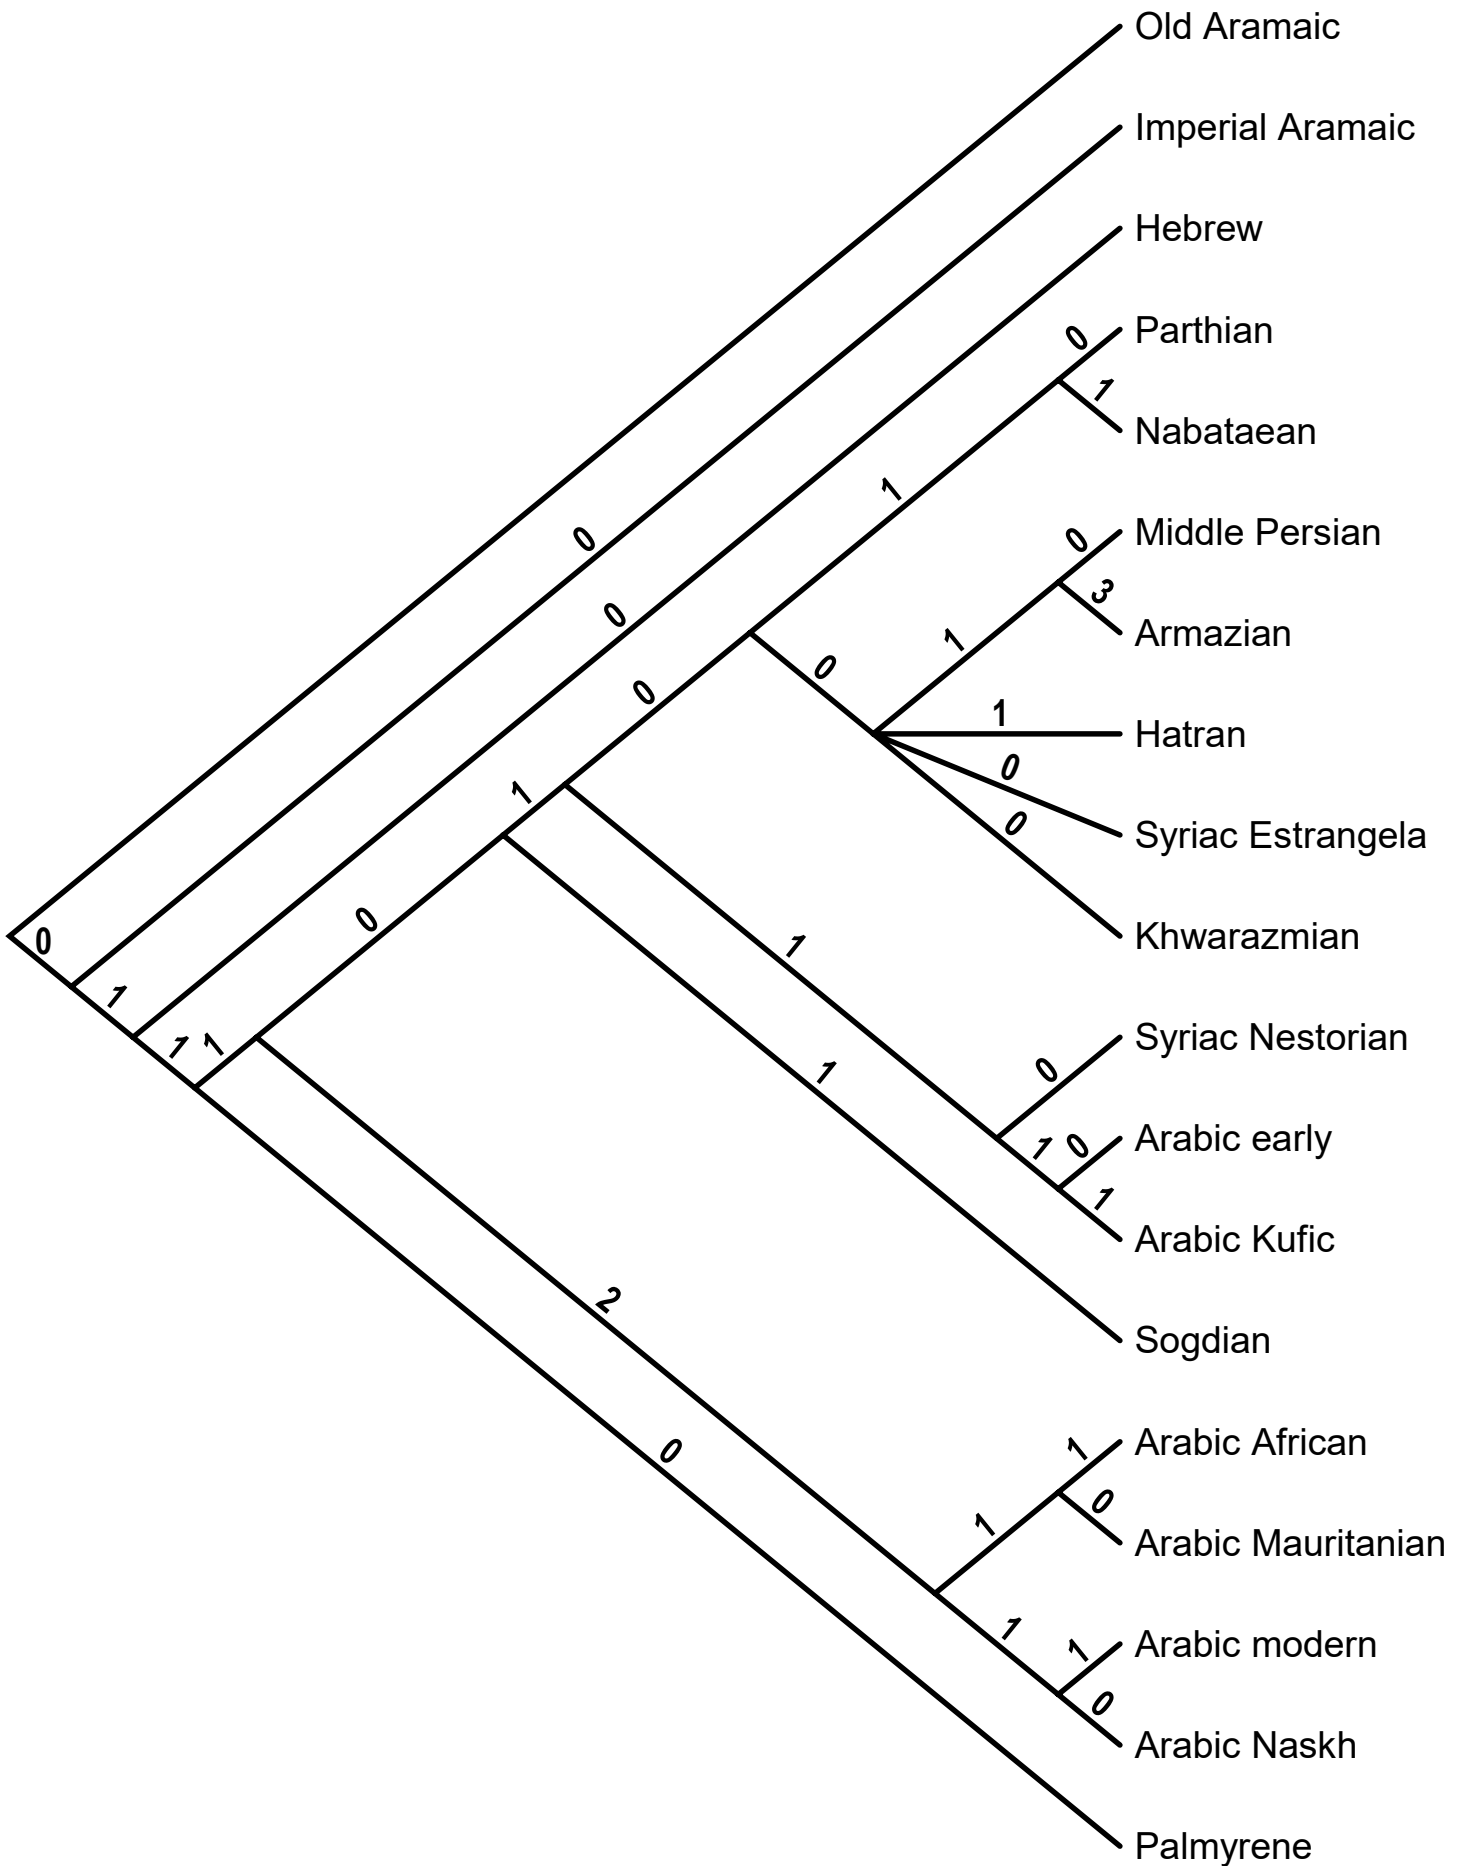 Old Aramaic
Imperial Aramaic
Hebrew
0
Parthian
1
Nabataean
1
0
Middle Persian
0
3
Armazian
0
1
0
0
1
Hatran
0
1
0
Syriac Estrangela
0
0
Khwarazmian
0
1
1
Syriac Nestorian
1
1
0
1
1
0
Arabic early
1
Arabic Kufic
2
Sogdian
0
1
Arabic African
0
1
Arabic Mauritanian
1
1
Arabic modern
0
Arabic Naskh
Palmyrene